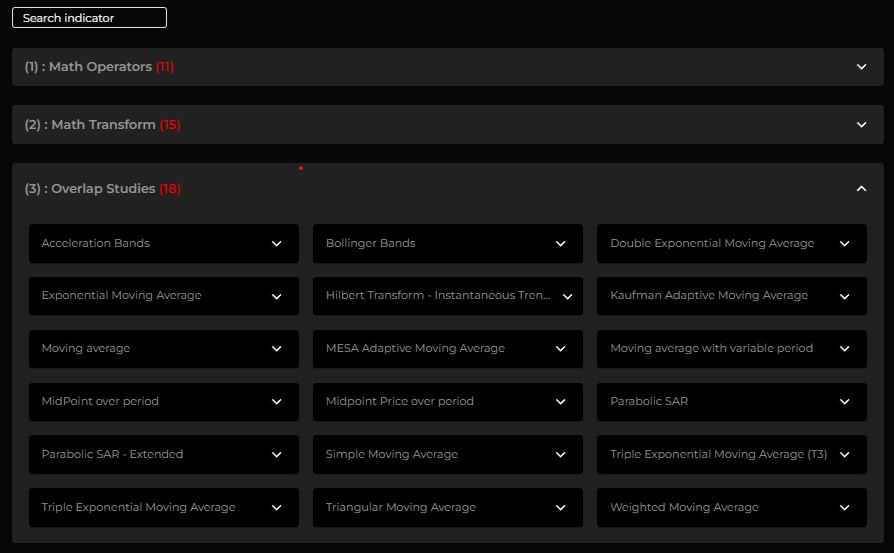 Search indicator
(1) : Math Operators (11)
(2) : Math Transform (15)
(3) : Overlap Studies (18)
Acceleration Bands
Bollinger Bands
Double Exponential Moving Average
Exponential Moving Average
Hilbert Transform - Instantaneous Tren...
Kaufman Adaptive Moving Average
Moving average
MESA Adaptive Moving Average
Moving average with variable period
MidPoint over period
Midpoint Price over period
Parabolic SAR
Parabolic SAR - Extended
Simple Moving Average
Triple Exponential Moving Average (T3)
Triple Exponential Moving Average
Triangular Moving Average
Weighted Moving Average